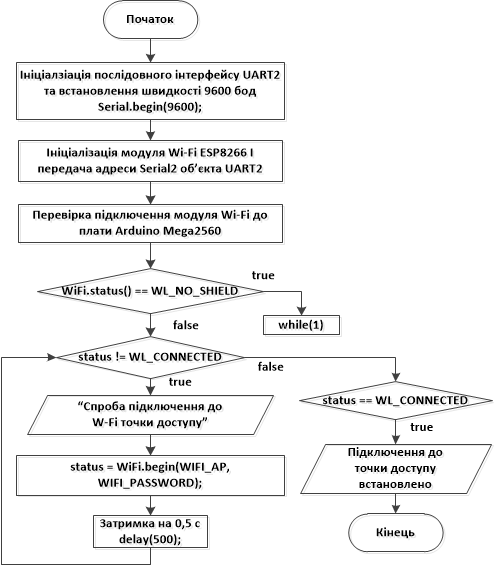 Початок
Ініціалзіація послідовного інтерфейсу UART2
та встановлення швидкості 9600 бод
Serial.begin(9600);
Ініціалізація модуля Wi-Fi ESP8266 І
передача адреси Serial2 об’єкта UART2
Перевірка підключення модуля Wi-Fi до
плати Arduino Mega2560
true
WiFi.status() == WL_NO_SHIELD
while(1)
false
status != WL_CONNECTED
false
true
“Спроба підключення до
W-Fi точки доступу”
status == WL_CONNECTED
true
status = WiFi.begin(WIFI_AP,
WIFI_PASSWORD);
Підключення до
точки доступу
встановлено
Затримка на 0,5 с
delay(500);
Кінець